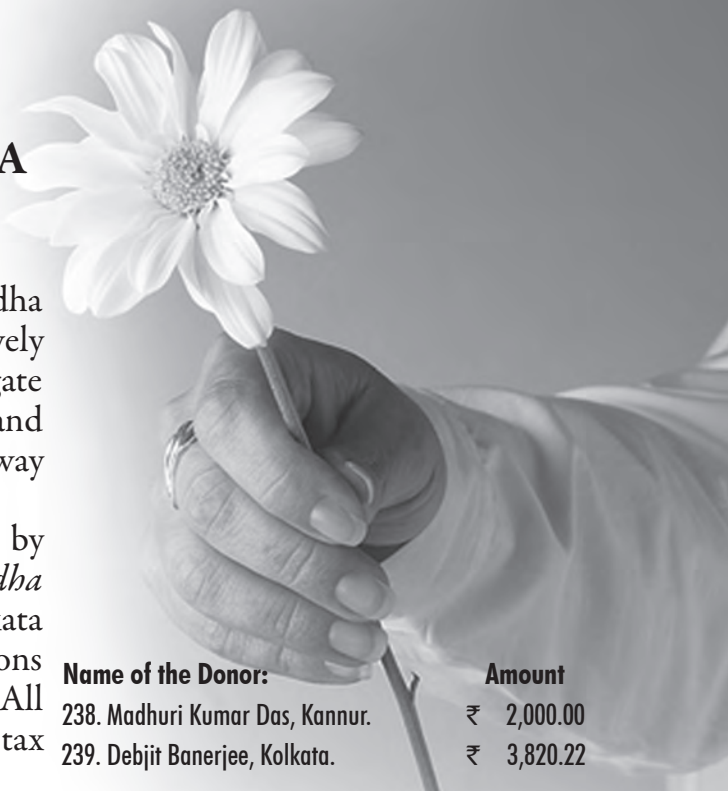 A
dha
vely
gate
and
way
by
dha
ata
ons
All
tax
Name of the Donor: Amount
238. Madhuri Kumar Das, Kannur. ₹ 2,000.00
239. Debjit Banerjee, Kolkata. ₹ 3,820.22